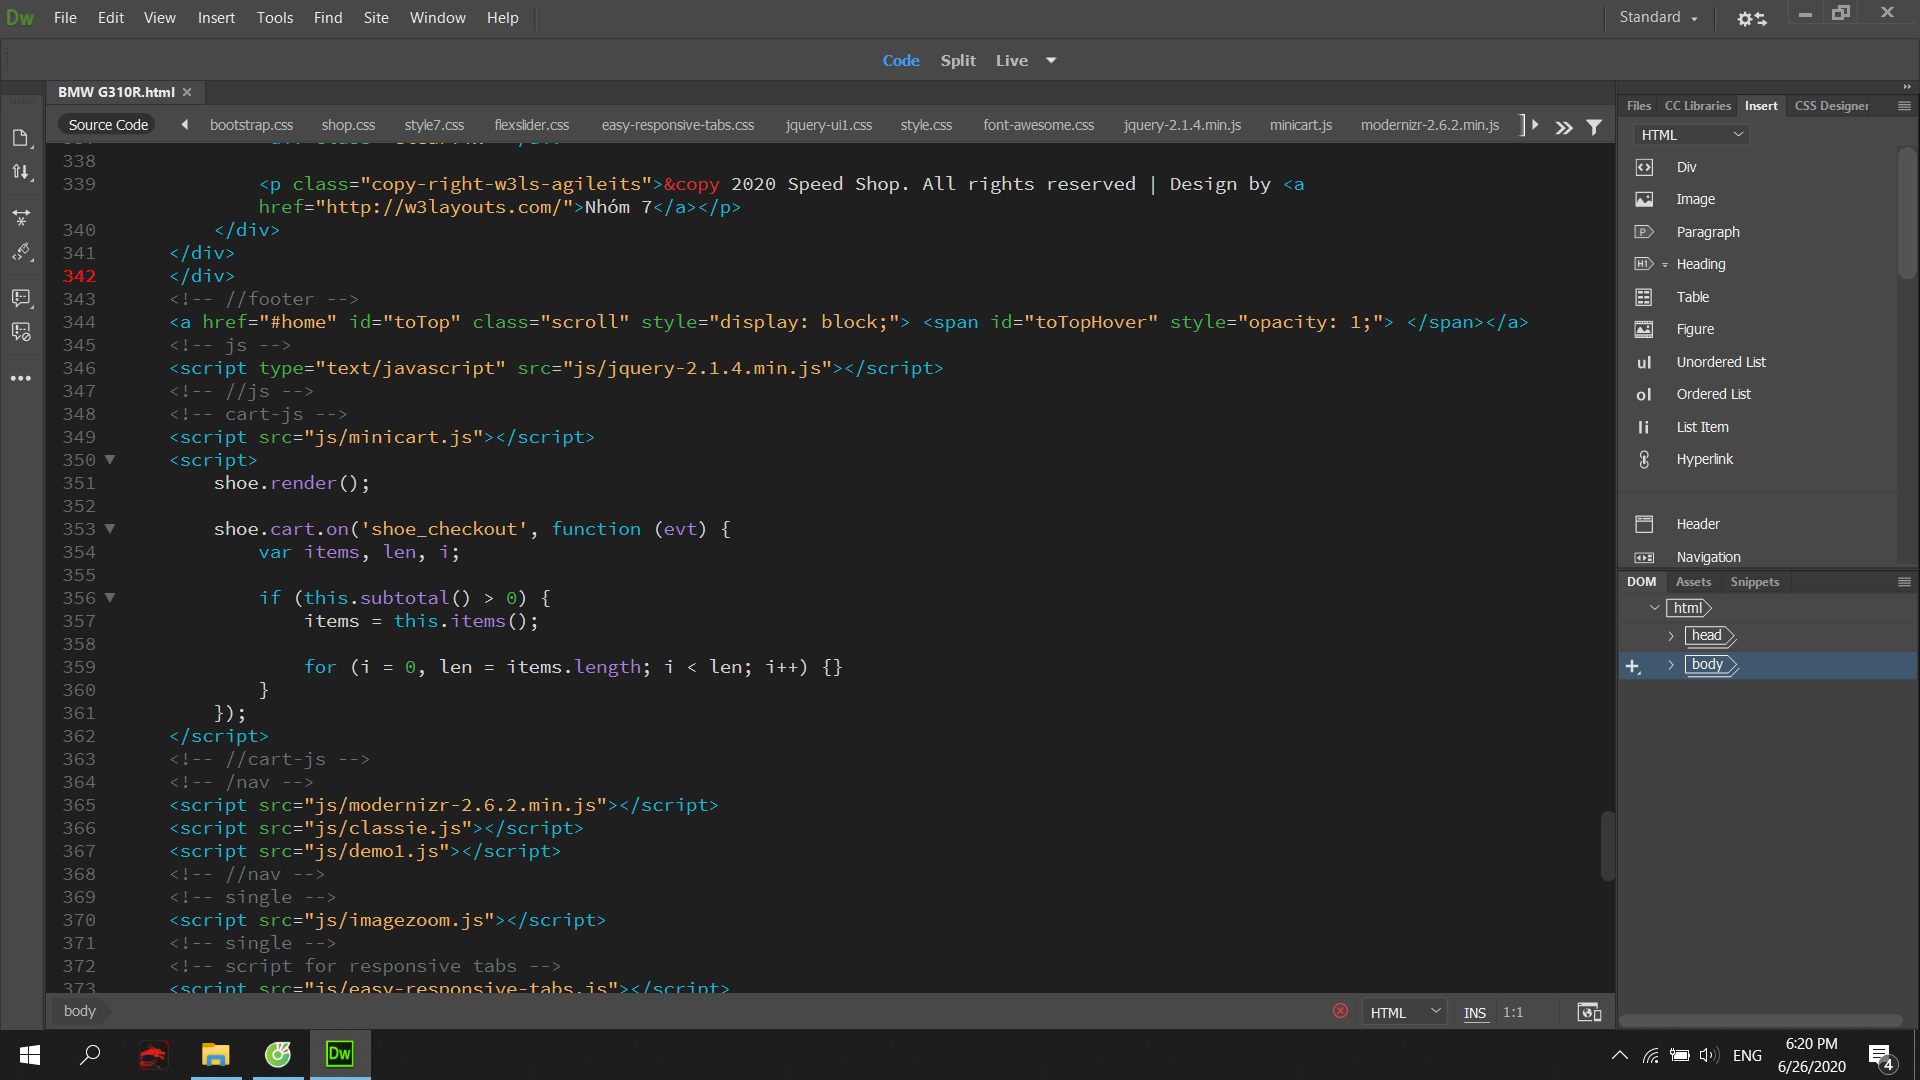 Dw File Edit View Insert Tools Find Site Window Help Standard
Code Split Live
BMW G310R.html
Source Code bootstrap.css shop.css style7.css flexslider.css easy-responsive-tabs.css jquery-ui1.css style.css font-awesome.css jquery-2.1.4.min.js minicart.js modernizr-2.6.2.min.js
338
339 <p class="copy-right-w3ls-agileits">&copy 2020 Speed Shop. All rights reserved | Design by <a
href="http://w3layouts.com/">Nhóm 7</a></p>
340 </div>
341 </div>
342 </div>
343 <!-- //footer -->
344 <a href="#home" id="toTop" class="scroll" style="display: block;"> <span id="toTopHover" style="opacity: 1;"> </span></a>
345 <!-- js -->
346 <script type="text/javascript" src="js/jquery-2.1.4.min.js"></script>
347 <!-- //js -->
348 <!-- cart-js -->
349 <script src="js/minicart.js"></script>
350 <script>
351 shoe.render();
352
353 shoe.cart.on('shoe_checkout', function (evt) {
354 var items, len, i;
355
356 if (this.subtotal() > 0) {
357 items = this.items();
358
359 for (i = 0, len = items.length; i < len; i++) {}
360 }
361 });
362 </script>
363 <!-- //cart-js -->
364 <!-- /nav -->
365 <script src="js/modernizr-2.6.2.min.js"></script>
366 <script src="js/classie.js"></script>
367 <script src="js/demo1.js"></script>
368 <!-- //nav -->
369 <!-- single -->
370 <script src="js/imagezoom.js"></script>
371 <!-- single -->
372 <!-- script for responsive tabs -->
373 <script src="js/easy-responsive-tabs.js"></script>
body HTML INS 1:1
Files CC Libraries Insert CSS Designer
HTML
Div
Image
Paragraph
H1 Heading
Table
Figure
ul Unordered List
ol Ordered List
li List Item
Hyperlink
Header
Navigation
DOM Assets Snippets
html
head
body
Dw ENG 6:20 PM
6/26/2020 4